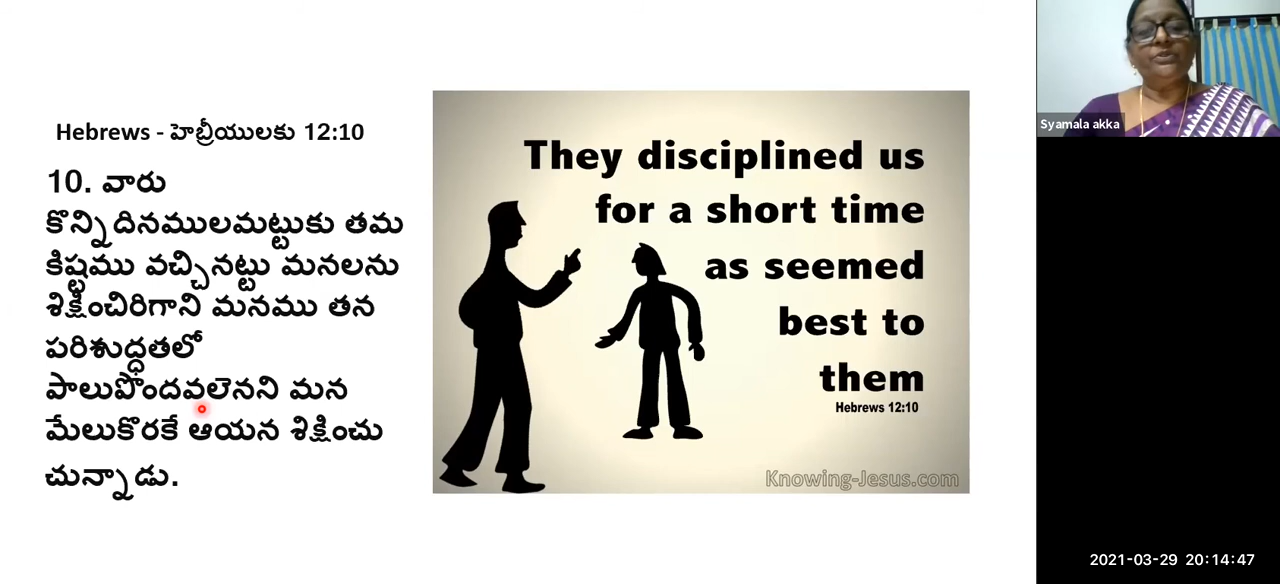 Hebrews - హెబ్రీయులకు 12:10
10. వారు
కొన్నిదినములమట్టుకు తమ
కిష్టము వచ్చినట్టు మనలను
శిక్షించిరిగాని మనము తన
పరిశుద్ధతలో
పాలుపొందవలెనని మన
మేలుకొరకే ఆయన శిక్షించు
చున్నాడు.
They disciplined us
for a short time
as seemed
best to
them
Hebrews 12:10
Knowing-Jesus.com
Syamala akka
2021-03-29 20:14:47